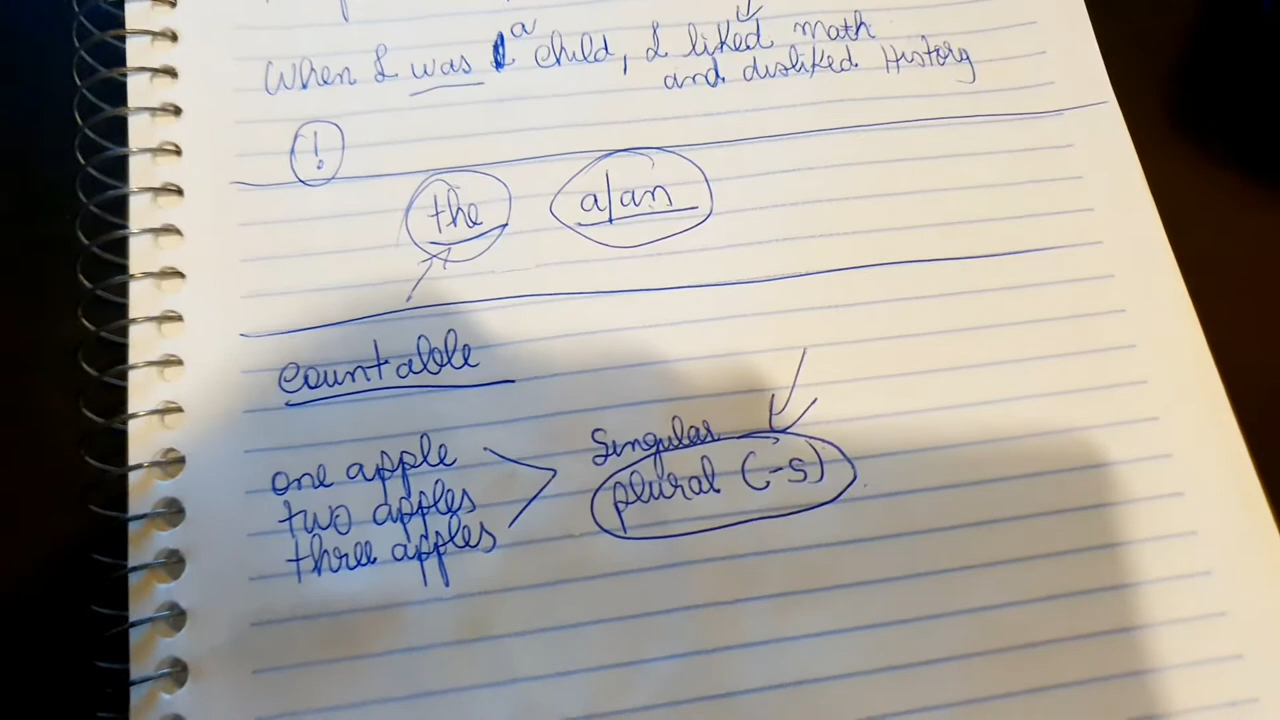 When I was a child, I liked math
and disliked History
!
the a/an
countable
one apple
two apples
three apples
Singular
plural (-s)